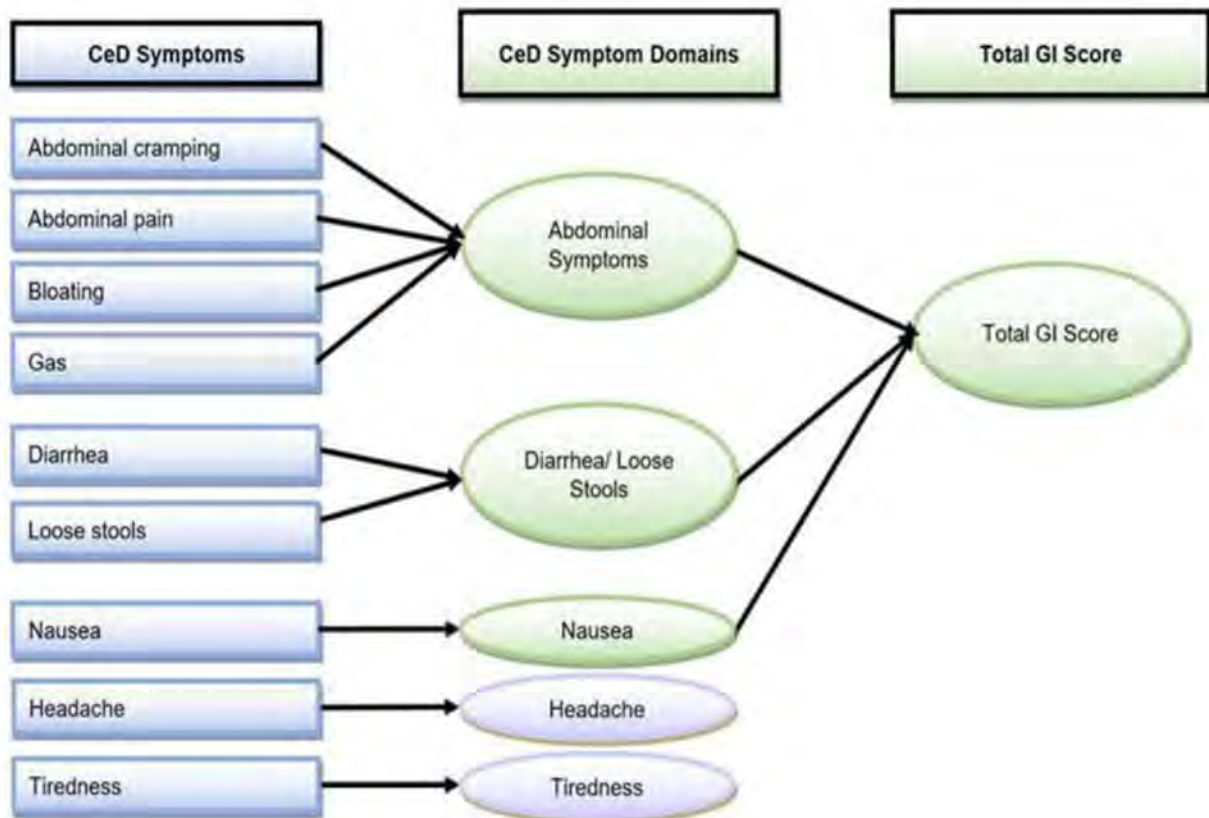 CeD Symptoms
CeD Symptom Domains
Total GI Score
Abdominal cramping
Abdominal pain
Bloating
Gas
Diarrhea
Loose stools
Nausea
Headache
Tiredness
Abdominal
Symptoms
Diarrhea/ Loose
Stools
Nausea
Headache
Tiredness
Total GI Score